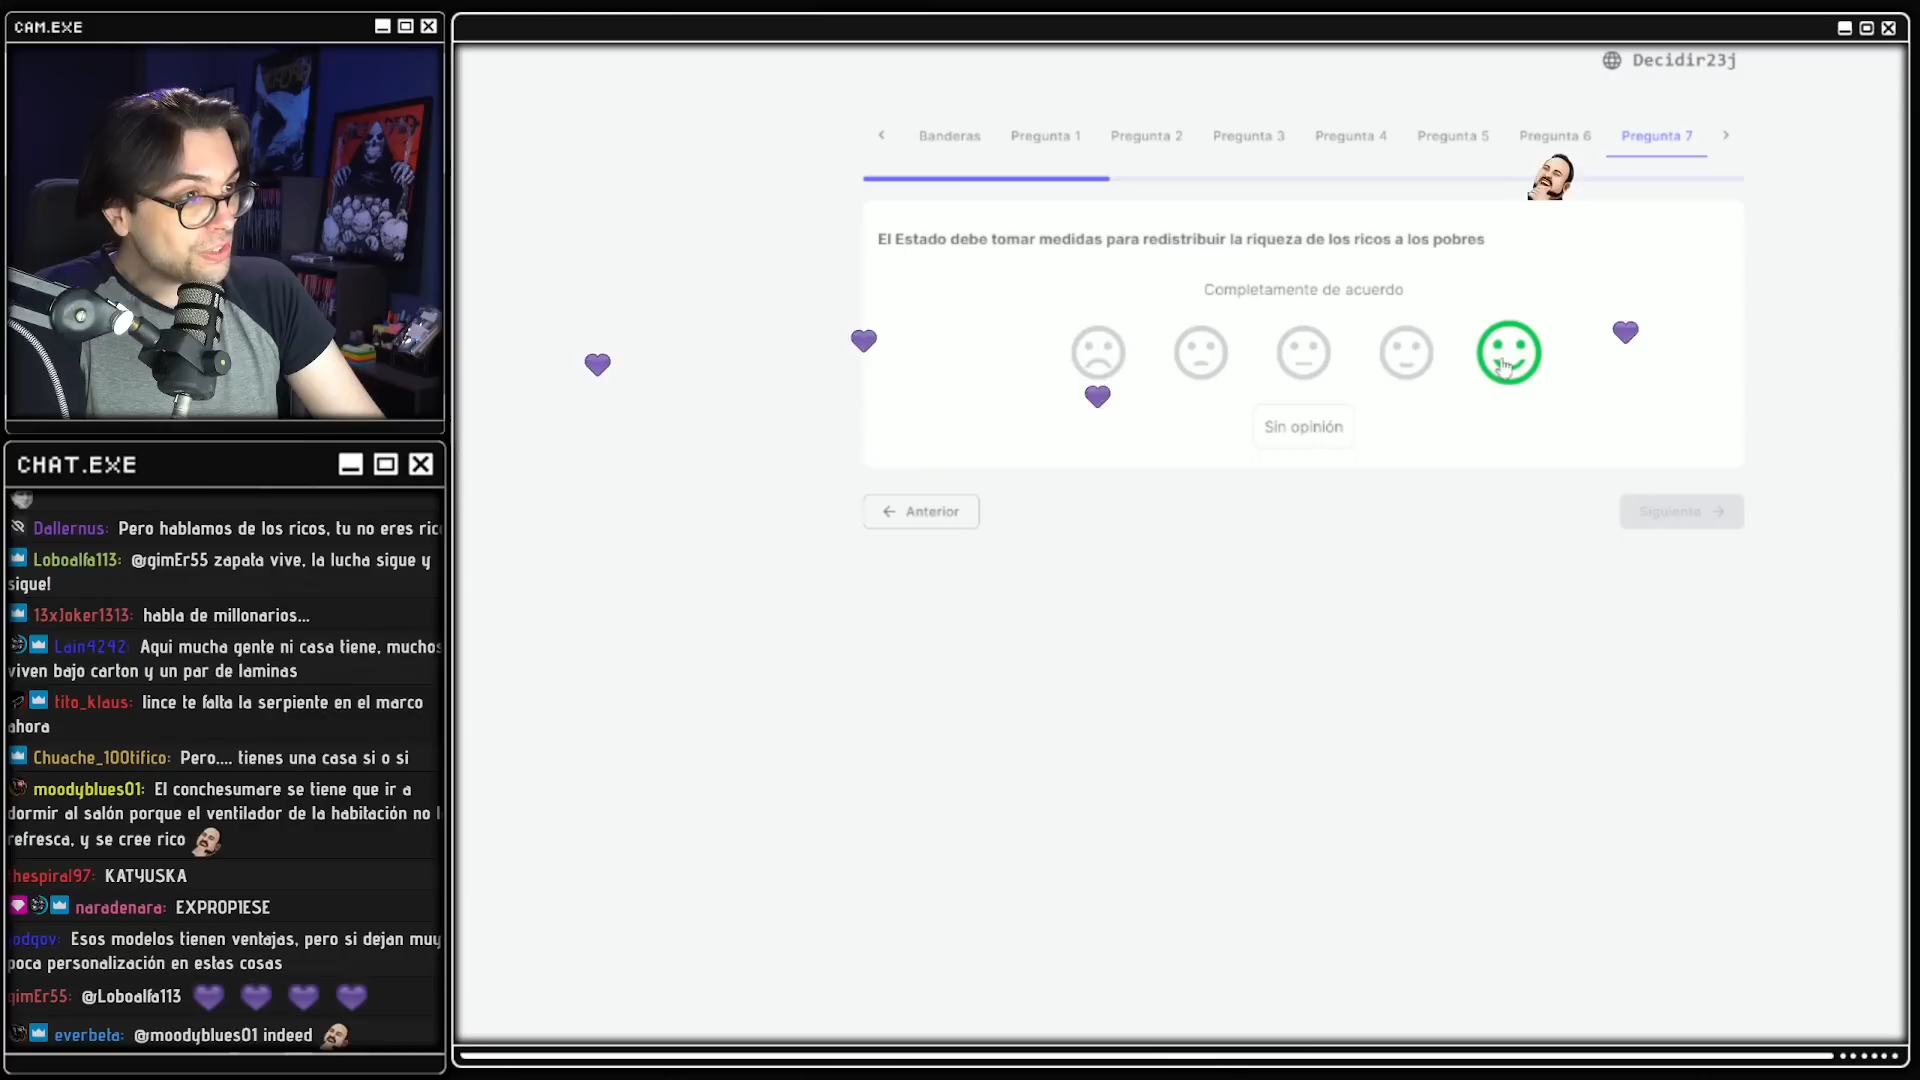 CAM.EXE
Decidir23j
Banderas
Pregunta 1
Pregunta 2
Pregunta 3
Pregunta 4
Pregunta 5
Pregunta 6
Pregunta 7
El Estado debe tomar medidas para redistribuir la riqueza de los ricos a los pobres
Completamente de acuerdo
Sin opinión
← Anterior
Siguiente →
CHAT.EXE
Dallernus: Pero hablamos de los ricos, tu no eres ric
Loboalfa113: @gimEr55 zapata vive, la lucha sigue y
sigue!
13xJoker1313: habla de millonarios...
Lain4242: Aqui mucha gente ni casa tiene, muchos
viven bajo carton y un par de laminas
tito_klaus: lince te falta la serpiente en el marco
ahora
Chuache_100tifico: Pero.... tienes una casa si o si
moodyblues01: El conchesumare se tiene que ir a
dormir al salón porque el ventilador de la habitación no l
refresca, y se cree rico
hespiral97: KATYUSKA
naradenara: EXPROPIESE
odgov: Esos modelos tienen ventajas, pero si dejan muy
poca personalización en estas cosas
gimEr55: @Loboalfa113
everbeta: @moodyblues01 indeed